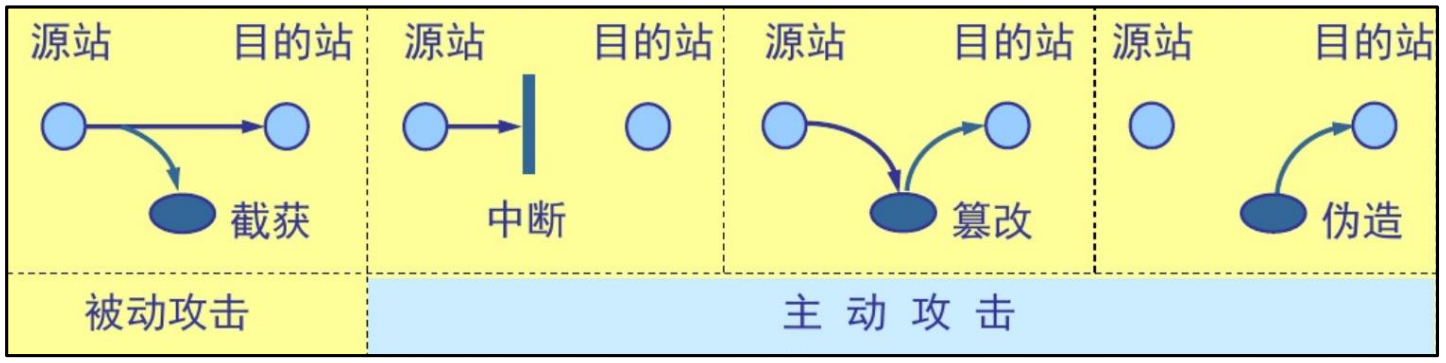 源站 目的站 源站 目的站 源站 目的站 源站 目的站
截获 中断 篡改 伪造
被动攻击 主动攻击